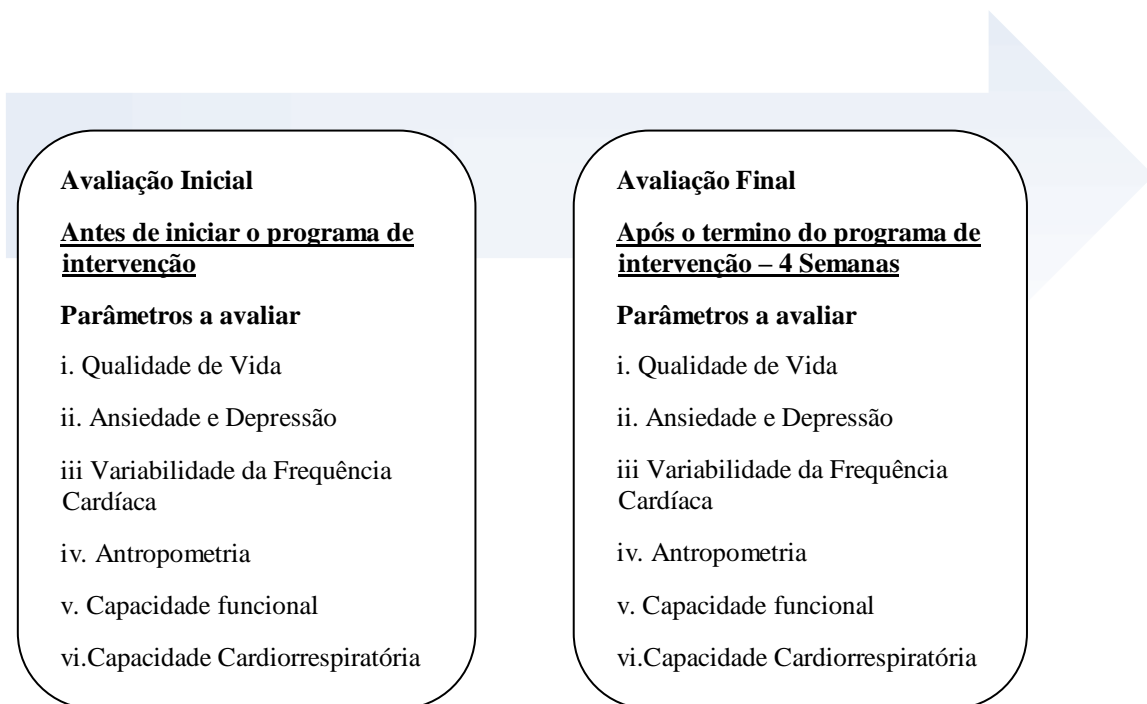 Avaliação Inicial
Antes de iniciar o programa de
intervenção
Parâmetros a avaliar
i. Qualidade de Vida
ii. Ansiedade e Depressão
iii Variabilidade da Frequência
Cardíaca
iv. Antropometria
v. Capacidade funcional
vi.Capacidade Cardiorrespiratória
Avaliação Final
Após o termino do programa de
intervenção – 4 Semanas
Parâmetros a avaliar
i. Qualidade de Vida
ii. Ansiedade e Depressão
iii Variabilidade da Frequência
Cardíaca
iv. Antropometria
v. Capacidade funcional
vi.Capacidade Cardiorrespiratória